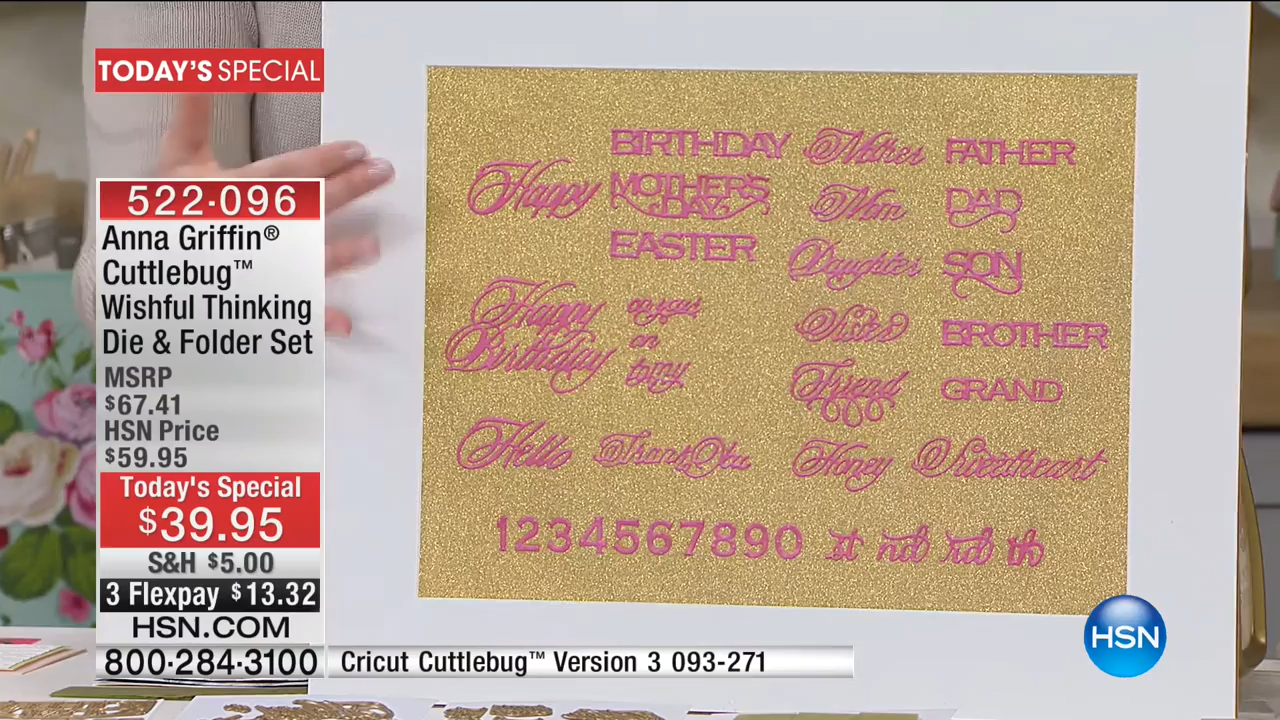 TODAY'S SPECIAL
522-096
Anna Griffin®
Cuttlebug™
Wishful Thinking
Die & Folder Set
MSRP
$67.41
HSN Price
$59.95
Today's Special
$39.95
S&H $5.00
3 Flexpay $13.32
HSN.COM
800-284-3100
Cricut Cuttlebug™ Version 3 093-271
HSN
Happy
BIRTHDAY
MOTHER'S
DAY
EASTER
Happy
Birthday
on
to my
Hello
Thank You
Mother
FATHER
Mom
DAD
Daughter
SON
Sister
BROTHER
Friend
GRAND
Honey
Sweetheart
1234567890 st nd rd th